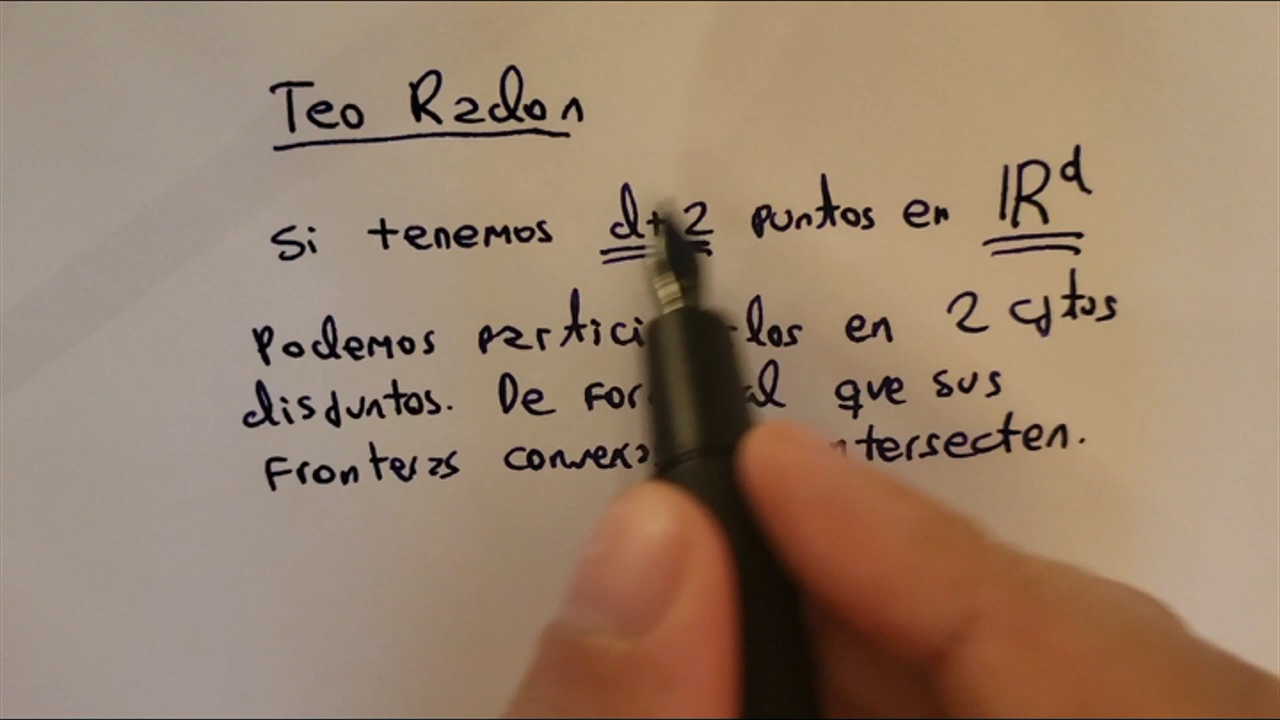 Teo Radon
Si tenemos d+2 puntos en ℝᵈ
Podemos en 2 cjtos
disjuntos. De que sus
Fronteras